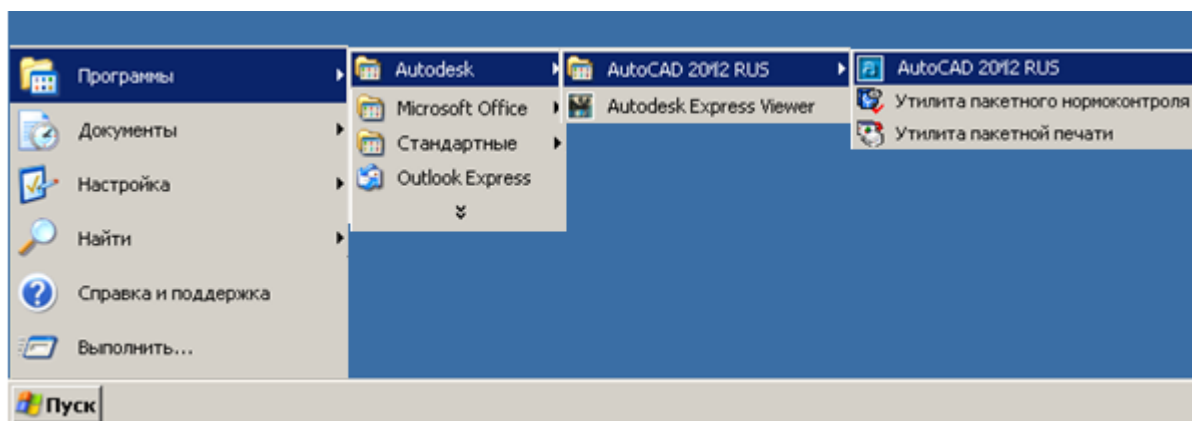 Программы
Документы
Настройка
Найти
Справка и поддержка
Выполнить...
Autodesk
Microsoft Office
Стандартные
Outlook Express
AutoCAD 2012 RUS
Autodesk Express Viewer
AutoCAD 2012 RUS
Утилита пакетного нормоконтроля
Утилита пакетной печати
Пуск